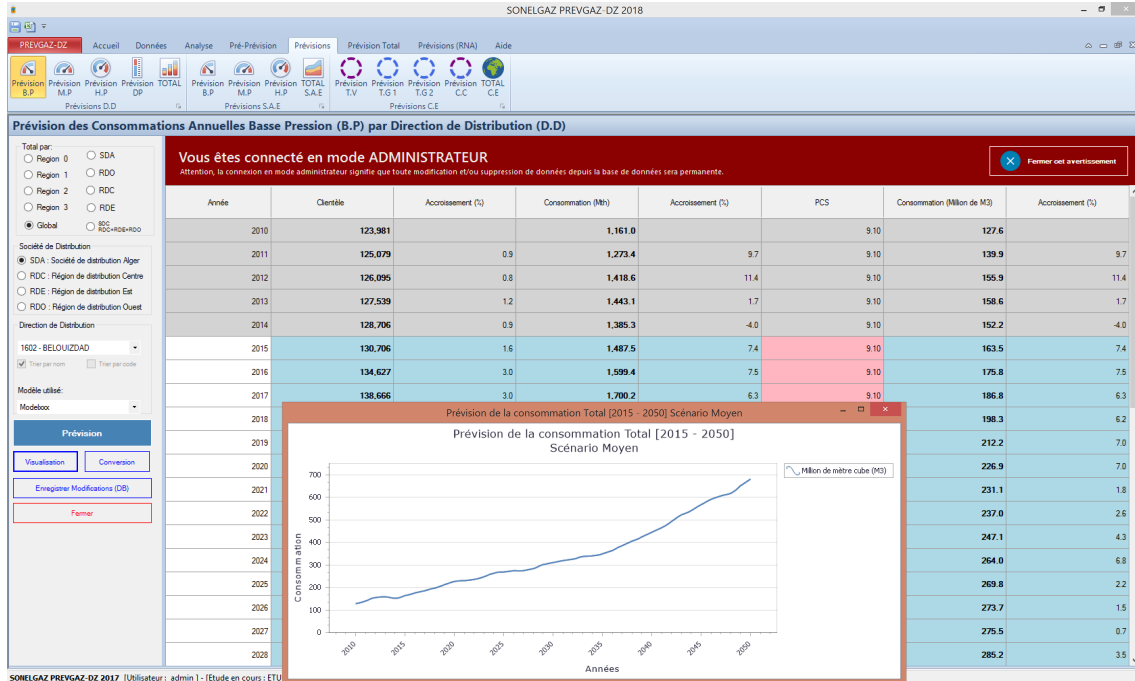 SONELGAZ PREVGAZ-DZ 2018
PREVGAZ-DZ Accueil Données Analyse Pré-Prévision Prévisions Prévision Total Prévisions (RNA) Aide
Prévision B.P Prévision M.P Prévision H.P Prévision DP TOTAL Prévision B.P Prévision M.P Prévision H.P TOTAL S.A.E Prévision T.V Prévision T.G 1 Prévision T.G 2 Prévision C.C TOTAL C.E
Prévisions D.D Prévisions S.A.E Prévisions C.E
Prévision des Consommations Annuelles Basse Pression (B.P) par Direction de Distribution (D.D)
Total par:
Region 0 SDA
Region 1 RDO
Region 2 RDC
Region 3 RDE
Global SDC RDC+RDE+RDO
Société de Distribution
SDA : Société de distribution Alger
RDC : Région de distribution Centre
RDE : Région de distribution Est
RDO : Région de distribution Ouest
Direction de Distribution
1602 - BELOUIZDAD
Trier par nom Trier par code
Modèle utilisé:
Modelxxx
Prévision
Visualisation Conversion
Enregistrer Modifications (DB)
Fermer
Vous êtes connecté en mode ADMINISTRATEUR
Attention, la connexion en mode administrateur signifie que toute modification et/ou suppression de données depuis la base de données sera permanente.
Fermer cet avertissement
Année Clientèle Accroissement (%) Consommation (Mth) Accroissement (%) PCS Consommation (Million de M3) Accroissement (%)
2010 123,981 1,161.0 9.10 127.6
2011 125,079 0.9 1,273.4 9.7 9.10 139.9 9.7
2012 126,095 0.8 1,418.6 11.4 9.10 155.9 11.4
2013 127,539 1.2 1,443.1 1.7 9.10 158.6 1.7
2014 128,706 0.9 1,385.3 -4.0 9.10 152.2 -4.0
2015 130,706 1.6 1,487.5 7.4 9.10 163.5 7.4
2016 134,627 3.0 1,599.4 7.5 9.10 175.8 7.5
2017 138,666 3.0 1,700.2 6.3 9.10 186.8 6.3
2018 198.3 6.2
2019 212.2 7.0
2020 226.9 7.0
2021 231.1 1.8
2022 237.0 2.6
2023 247.1 4.3
2024 264.0 6.8
2025 269.8 2.2
2026 273.7 1.5
2027 275.5 0.7
2028 285.2 3.5
Prévision de la consommation Total [2015 - 2050] Scénario Moyen
Prévision de la consommation Total [2015 - 2050]
Scénario Moyen
Million de mètre cube (M3)
Consommation
700
600
500
400
300
200
100
0
2010 2015 2020 2025 2030 2035 2040 2045 2050
Années
SONELGAZ PREVGAZ-DZ 2017 [Utilisateur : admin ] - [Etude en cours : ETU